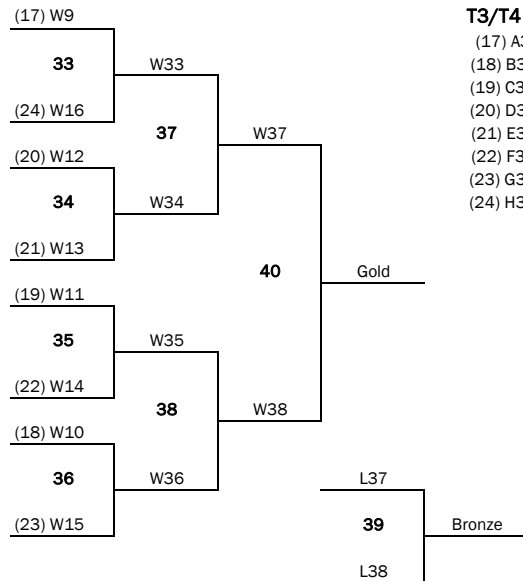 (17) W9
33
W33
(24) W16
37
W37
(20) W12
34
W34
(21) W13
40
Gold
(19) W11
35
W35
(22) W14
38
W38
(18) W10
36
W36
L37
(23) W15
39
Bronze
L38
T3/T4
(17) A3
(18) B3
(19) C3
(20) D3
(21) E3
(22) F3
(23) G3
(24) H3